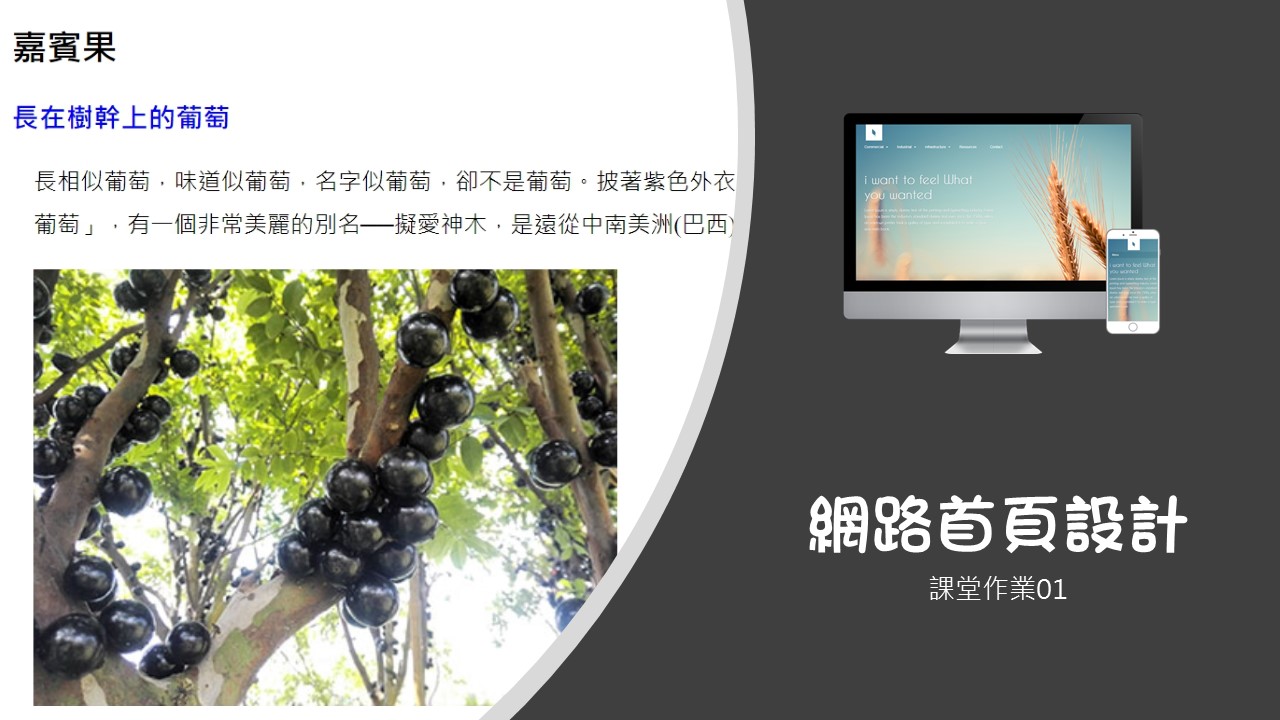 嘉賓果
長在樹幹上的葡萄
長相似葡萄，味道似葡萄，名字似葡萄，卻不是葡萄。披著紫色外衣
葡萄」，有一個非常美麗的別名──擬愛神木，是遠從中南美洲(巴西)
i want to feel What
you wanted
i want to feel What
you wanted
網路首頁設計
課堂作業01